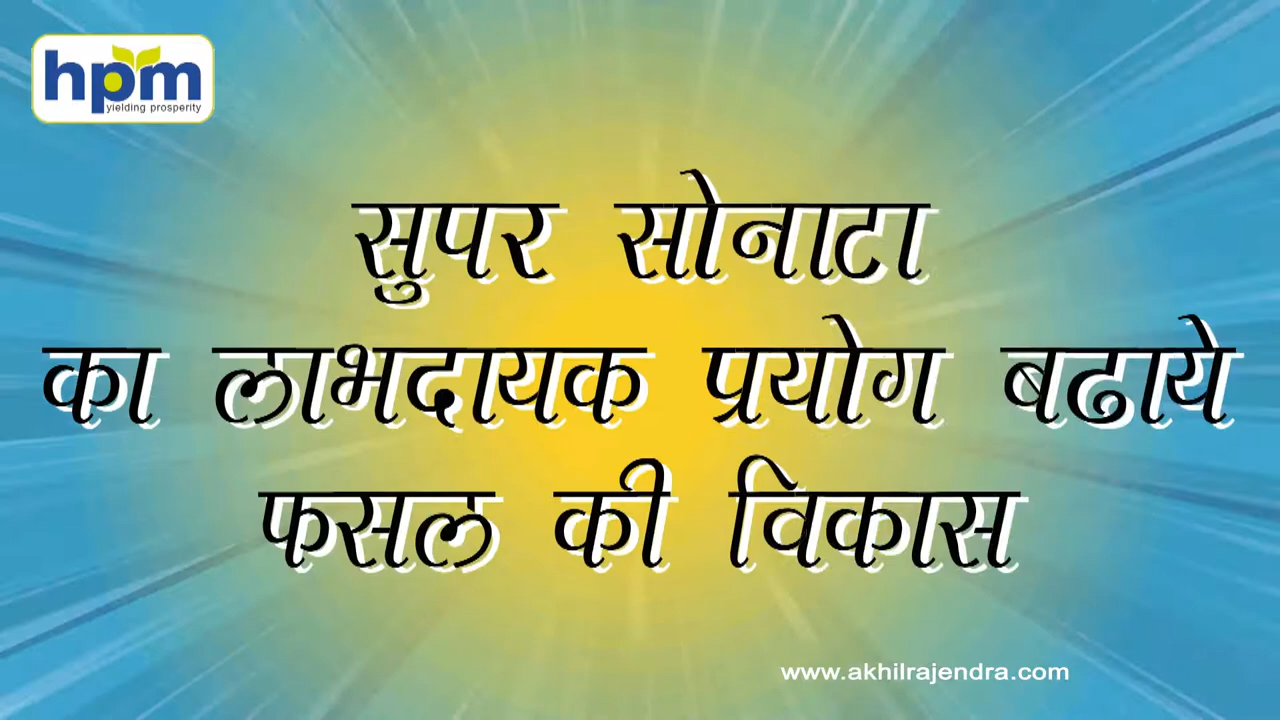 hpm
yielding prosperity
सुपर सोनाटा
का लाभदायक प्रयोग बढाये
फसल की विकास
www.akhilrajendra.com